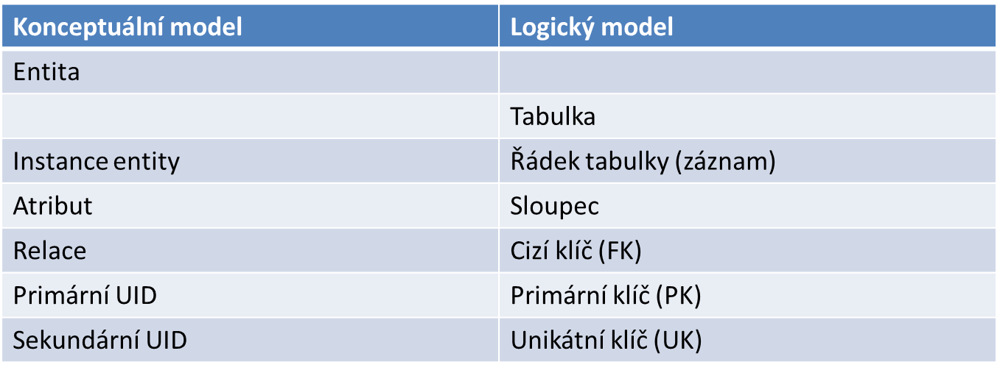 Konceptuální model Logický model
Entita
Tabulka
Instance entity Řádek tabulky (záznam)
Atribut Sloupec
Relace Cizí klíč (FK)
Primární UID Primární klíč (PK)
Sekundární UID Unikátní klíč (UK)